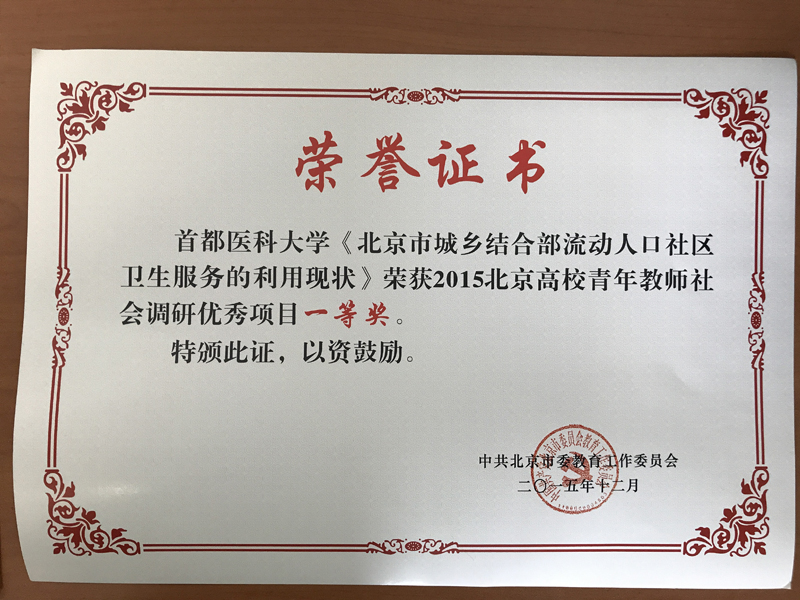 荣誉证书
首都医科大学《北京市城乡结合部流动人口社区
卫生服务的利用现状》荣获2015北京高校青年教师社
会调研优秀项目一等奖。
特颁此证，以资鼓励。
中共北京市委教育工作委员会
二〇一五年十二月